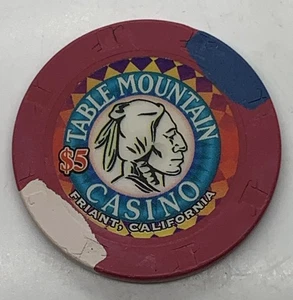 TABLE MOUNTAIN
$5
CASINO
FRIANT, CALIFORNIA